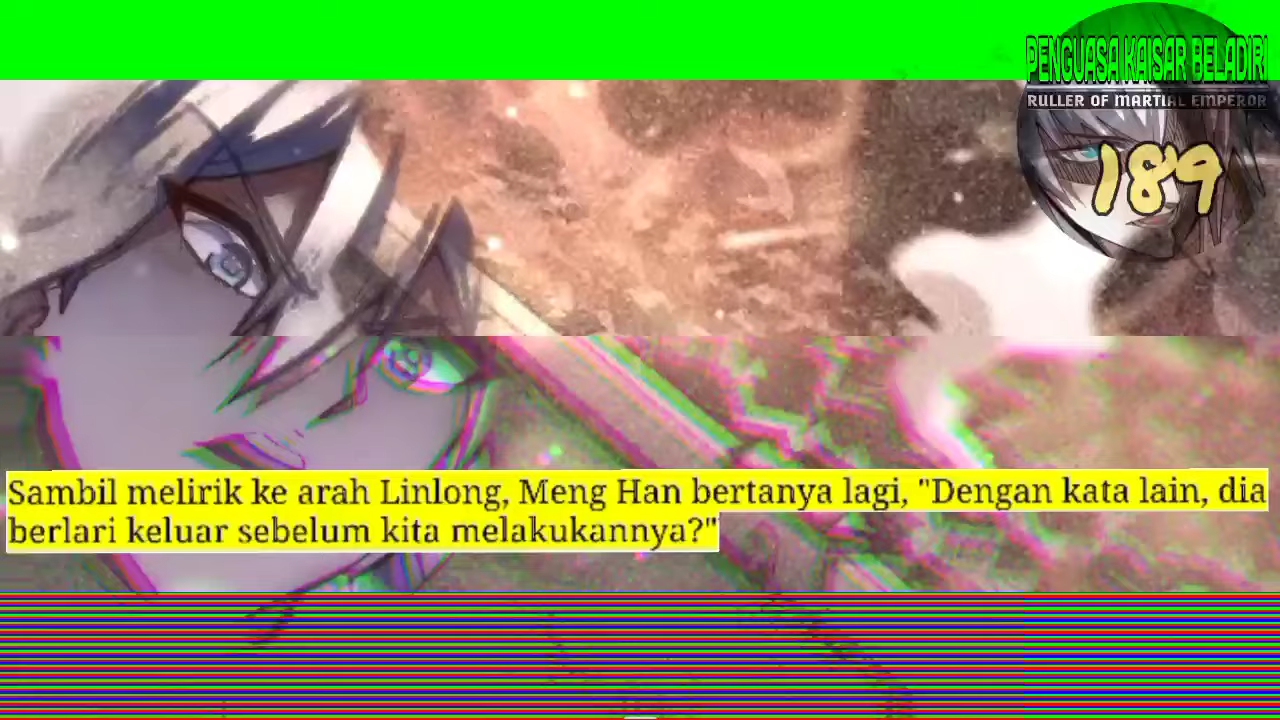 PENGUASA KAISAR BELADIRI
RULLER OF MARTIAL EMPEROR
189
Sambil melirik ke arah Linlong, Meng Han bertanya lagi, "Dengan kata lain, dia
berlari keluar sebelum kita melakukannya?"